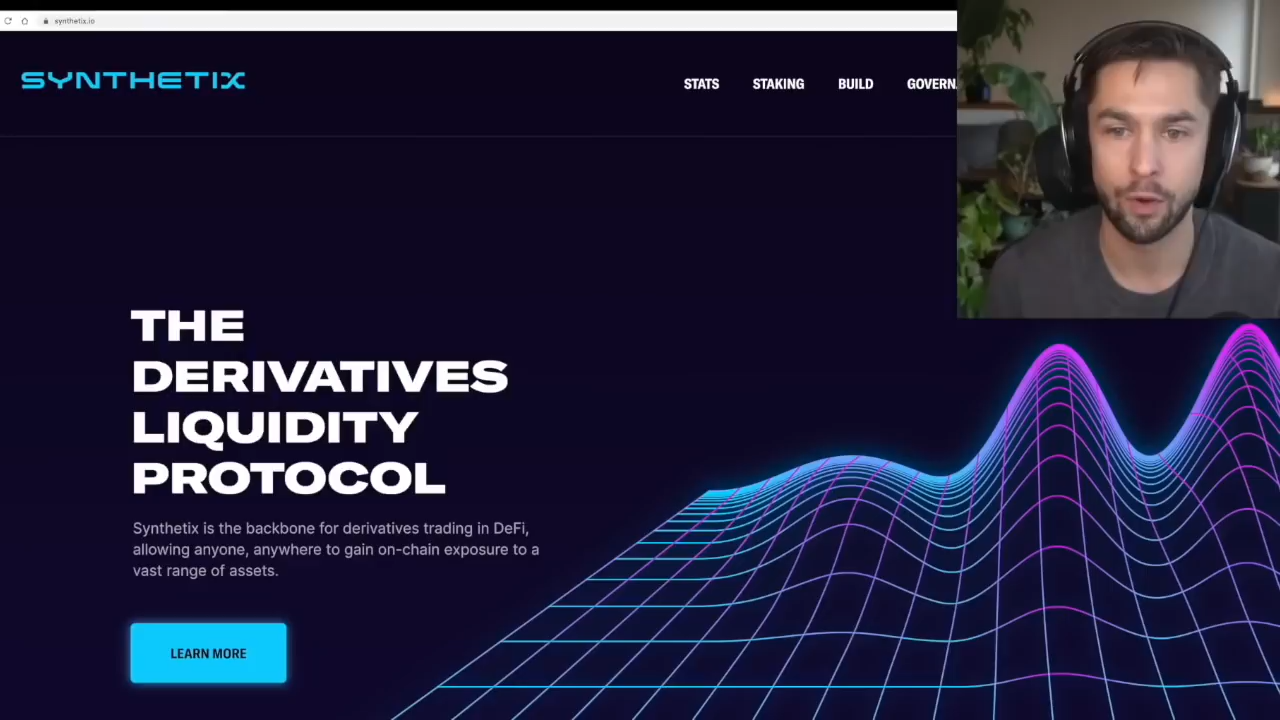 synthetix.io
SYNTHETIX
STATS STAKING BUILD GOVERNA
THE
DERIVATIVES
LIQUIDITY
PROTOCOL
Synthetix is the backbone for derivatives trading in DeFi,
allowing anyone, anywhere to gain on-chain exposure to a
vast range of assets.
LEARN MORE